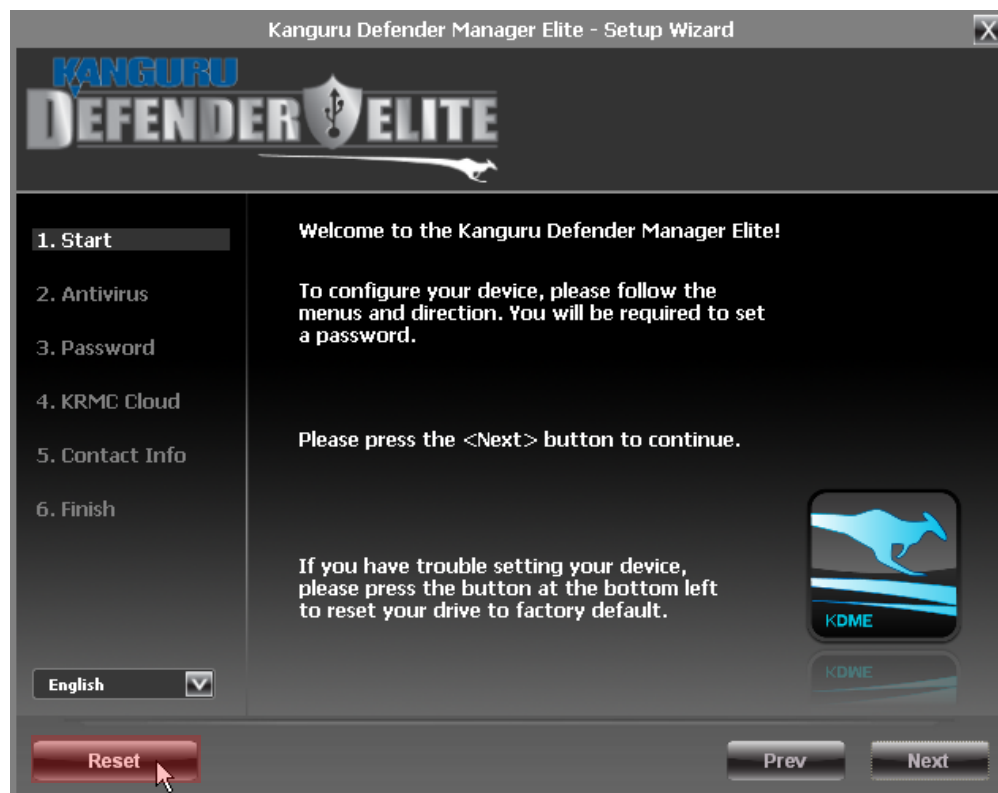 Kanguru Defender Manager Elite - Setup Wizard
X
KANGURU
DEFENDER ELITE
1. Start
2. Antivirus
3. Password
4. KRMC Cloud
5. Contact Info
6. Finish
English
Welcome to the Kanguru Defender Manager Elite!
To configure your device, please follow the
menus and direction. You will be required to set
a password.
Please press the <Next> button to continue.
If you have trouble setting your device,
please press the button at the bottom left
to reset your drive to factory default.
KDME
Reset
Prev
Next